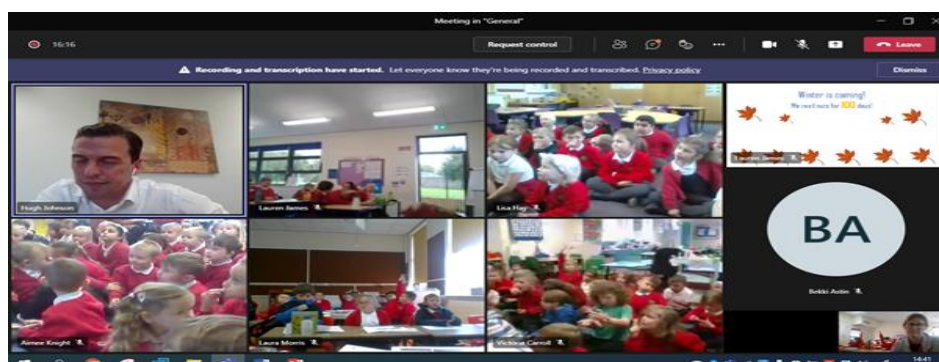 Meeting in "General"
16:16
Request control
Leave
Recording and transcription have started. Let everyone know they're being recorded and transcribed. Privacy policy
Dismiss
Hugh Johnson
Lauren James
Lisa Hay
Winter is coming!
Lauren James
BA
Bekki Astin
Aimee Knight
Laura Morris
Victoria Carroll
14:41